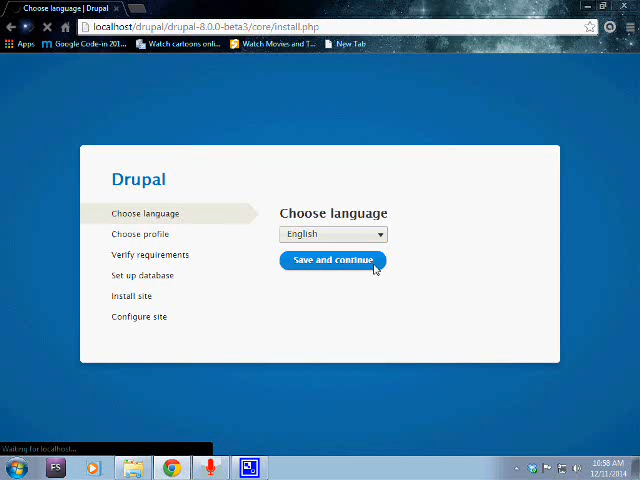 Choose language | Drupal
localhost/drupal/drupal-8.0.0-beta3/core/install.php
Apps
Google Code-in 201...
Watch cartoons onli...
Watch Movies and T...
New Tab
Drupal
Choose language
Choose profile
Verify requirements
Set up database
Install site
Configure site
Choose language
English
Save and continue
Waiting for localhost...
FS
10:58 AM
12/11/2014